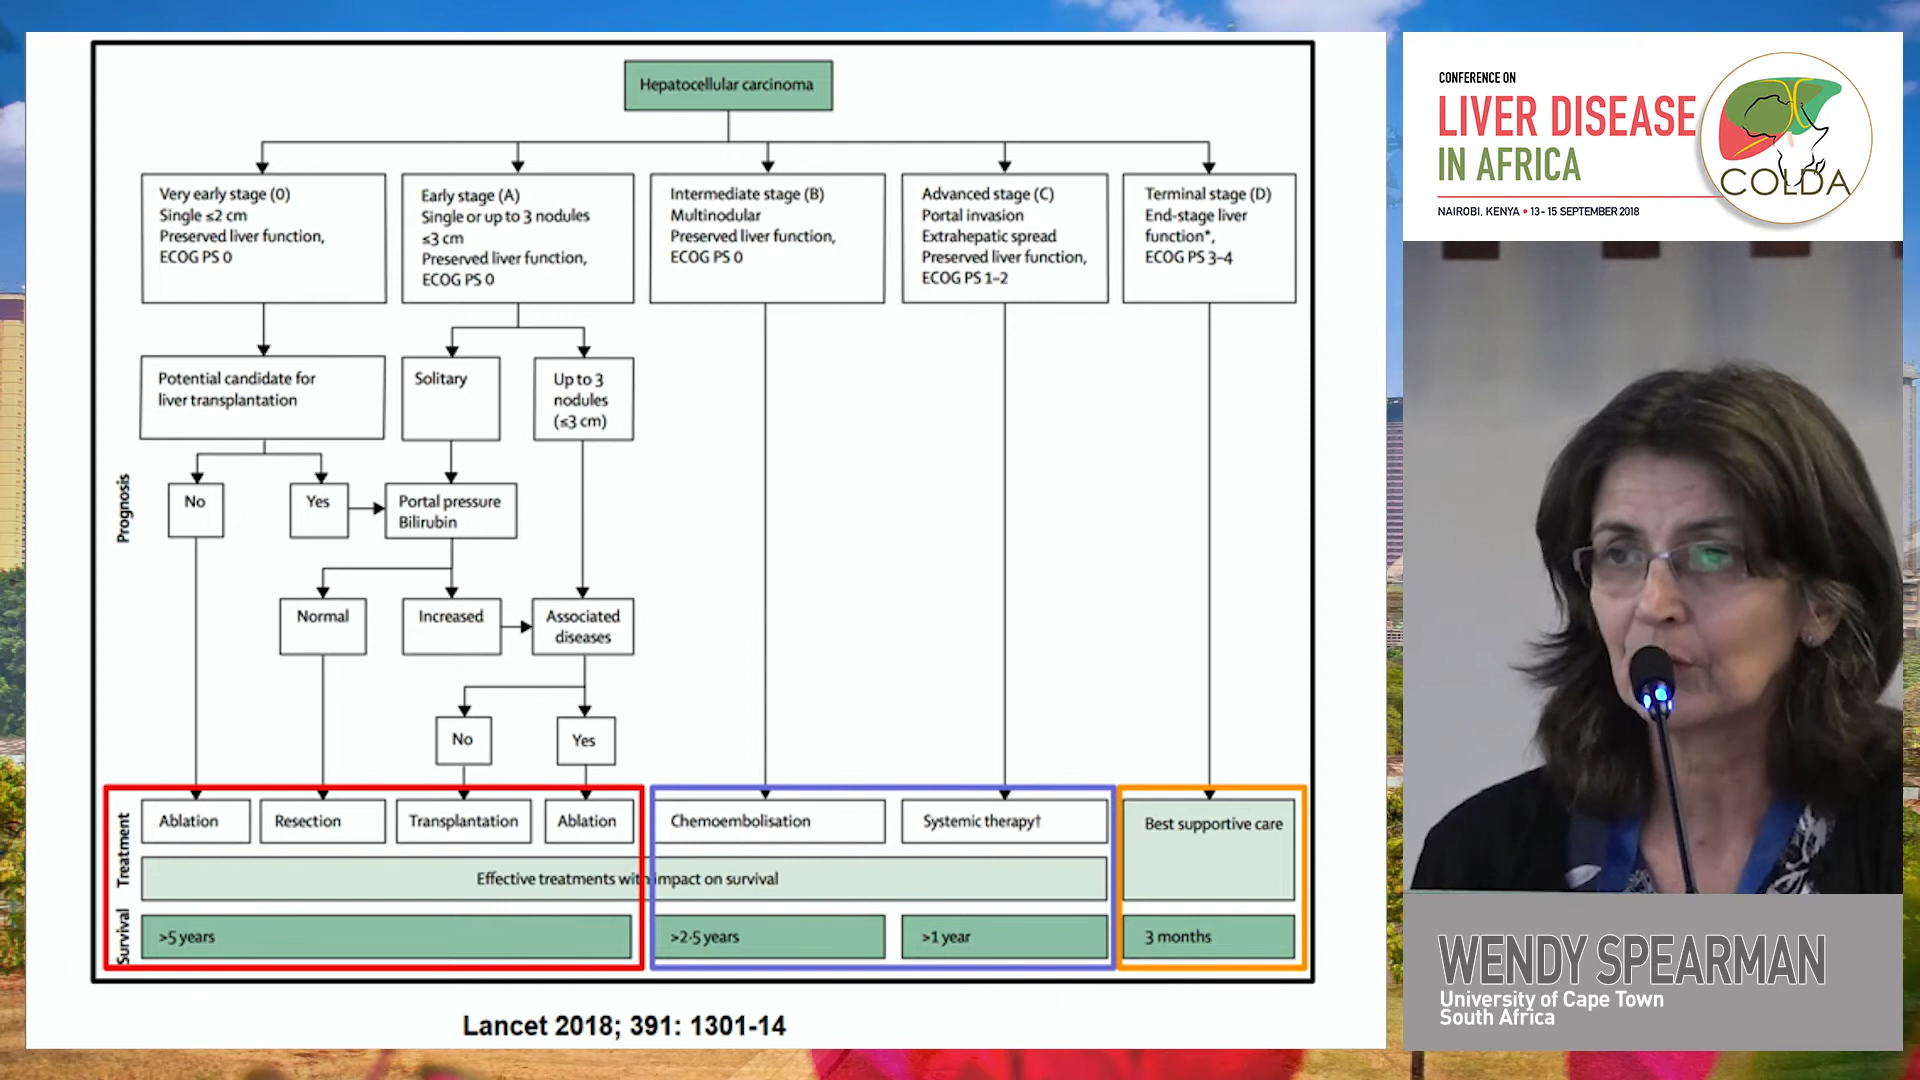 Hepatocellular carcinoma
Very early stage (0)
Single ≤2 cm
Preserved liver function,
ECOG PS 0
Early stage (A)
Single or up to 3 nodules
≤3 cm
Preserved liver function,
ECOG PS 0
Intermediate stage (B)
Multinodular
Preserved liver function,
ECOG PS 0
Advanced stage (C)
Portal invasion
Extrahepatic spread
Preserved liver function,
ECOG PS 1–2
Terminal stage (D)
End-stage liver
function*,
ECOG PS 3–4
Potential candidate for
liver transplantation
Solitary
Up to 3
nodules
(≤3 cm)
Prognosis
No
Yes
Portal pressure
Bilirubin
Normal
Increased
Associated
diseases
No
Yes
Treatment
Ablation
Resection
Transplantation
Ablation
Chemoembolisation
Systemic therapy†
Best supportive care
Effective treatments with impact on survival
Survival
>5 years
>2·5 years
>1 year
3 months
Lancet 2018; 391: 1301-14
CONFERENCE ON
LIVER DISEASE
IN AFRICA
COLDA
NAIROBI, KENYA • 13 - 15 SEPTEMBER 2018
WENDY SPEARMAN
University of Cape Town
South Africa